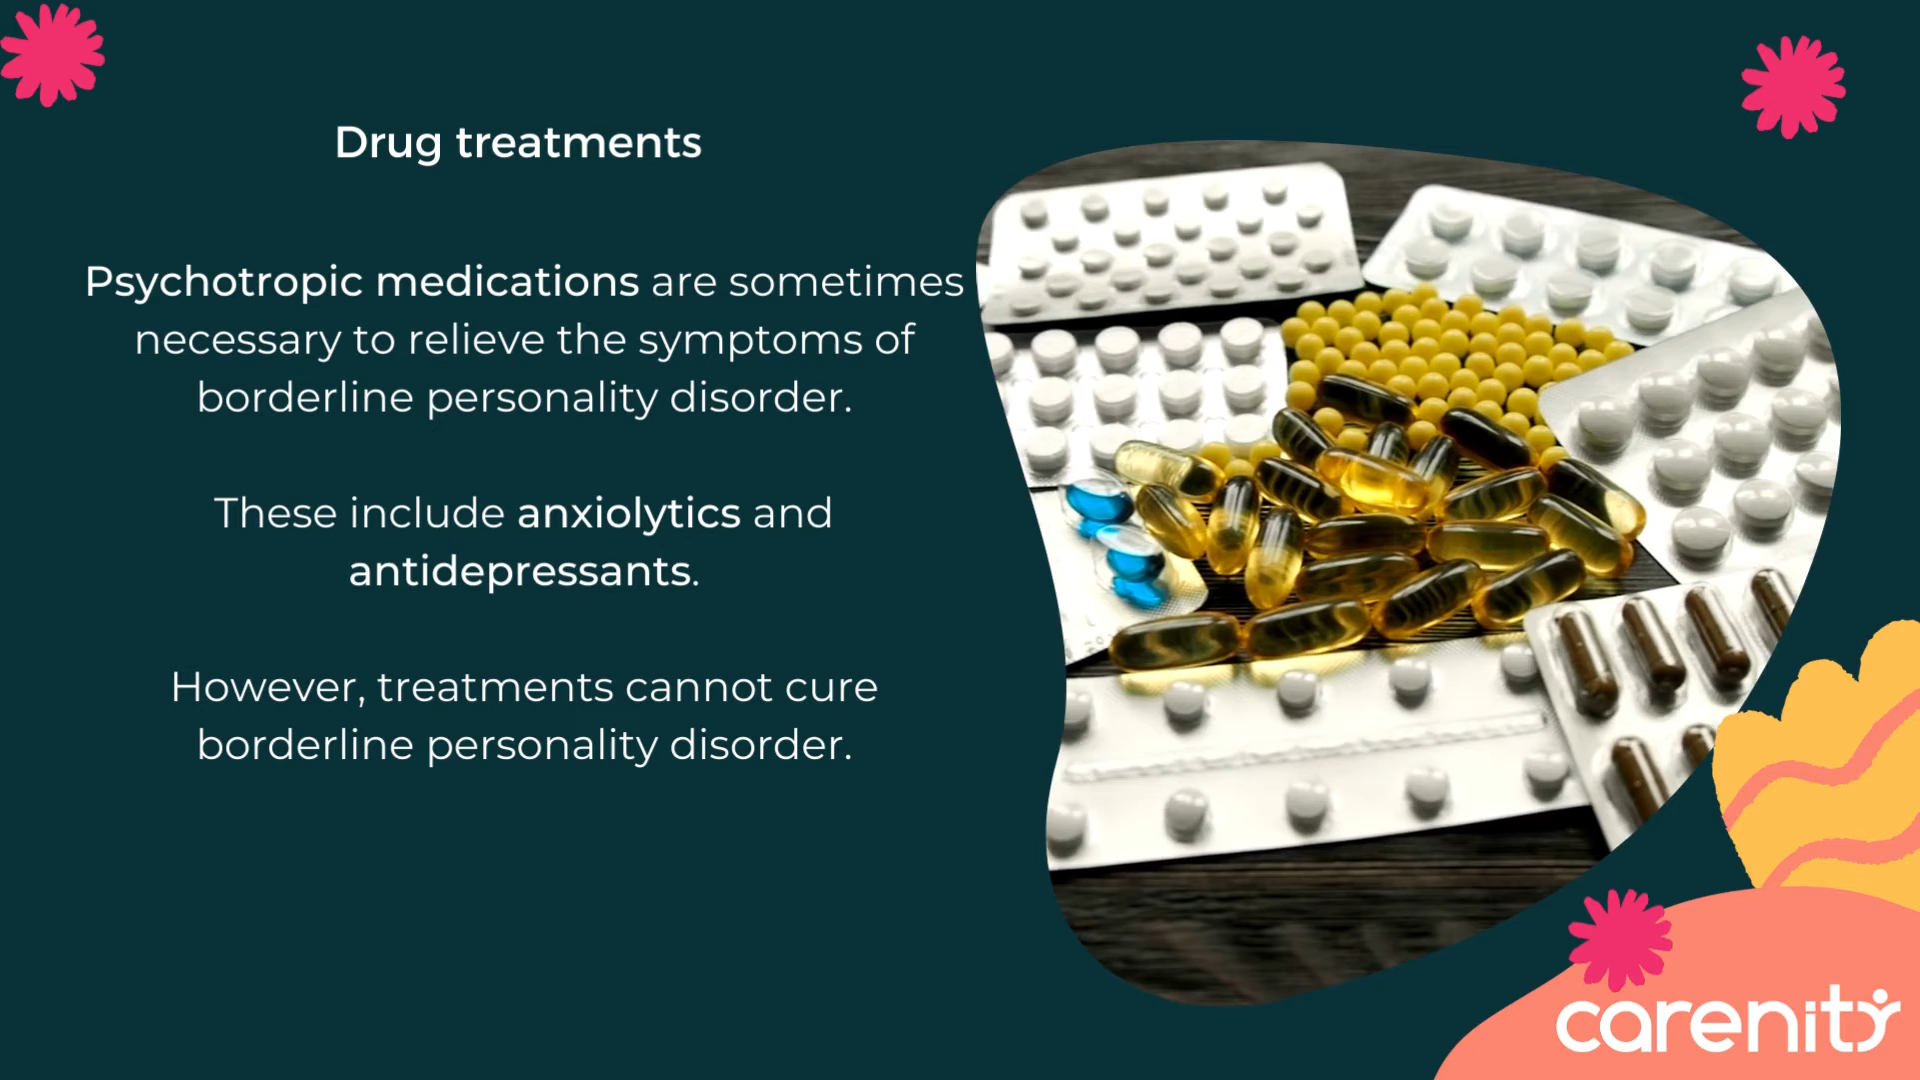 Drug treatments
Psychotropic medications are sometimes
necessary to relieve the symptoms of
borderline personality disorder.
These include anxiolytics and
antidepressants.
However, treatments cannot cure
borderline personality disorder.
carenity